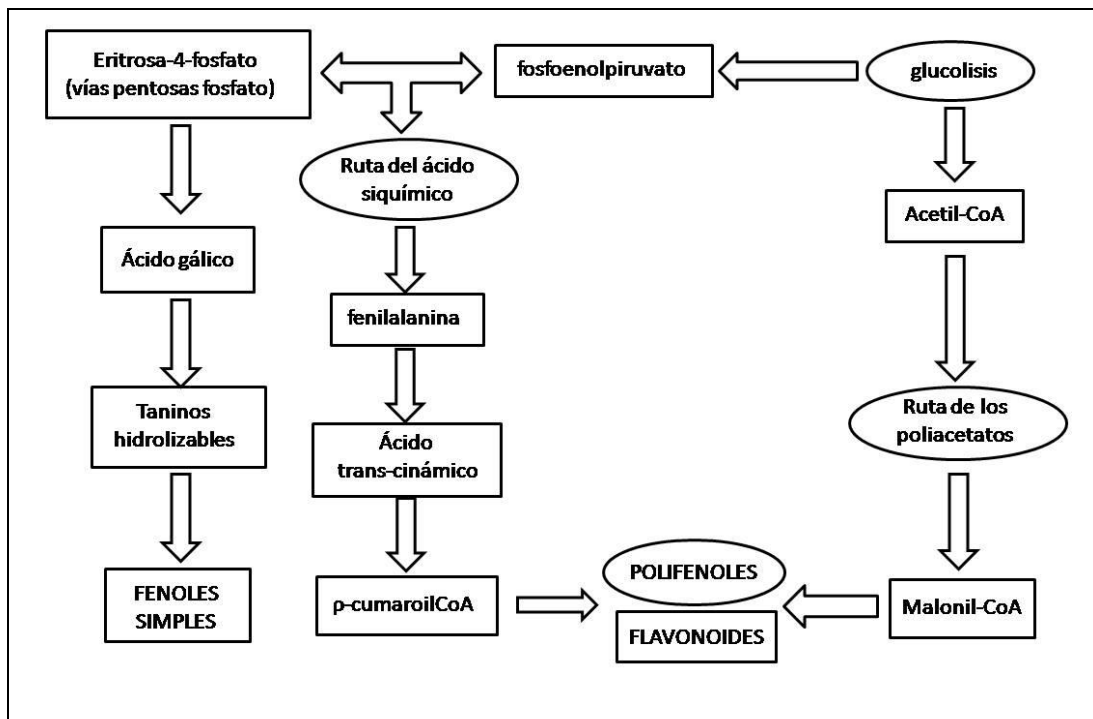 Eritrosa-4-fosfato
(vías pentosas fosfato)
fosfoenolpiruvato
glucolisis
Ruta del ácido
siquímico
Acetil-CoA
Ácido gálico
fenilalanina
Taninos
hidrolizables
Ruta de los
poliacetatos
Ácido
trans-cinámico
POLIFENOLES
FENOLES
SIMPLES
ρ-cumaroilCoA
FLAVONOIDES
Malonil-CoA